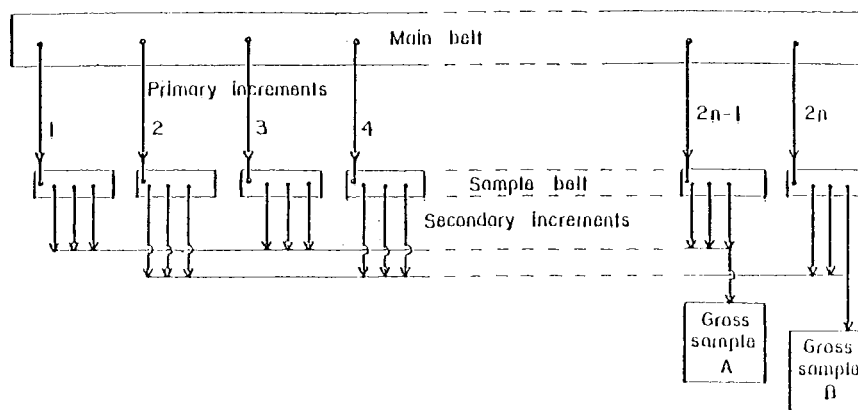 Main belt
Primary increments
1
2
3
4
2n-1
2n
Sample belt
Secondary increments
Gross
sample
A
Gross
sample
B